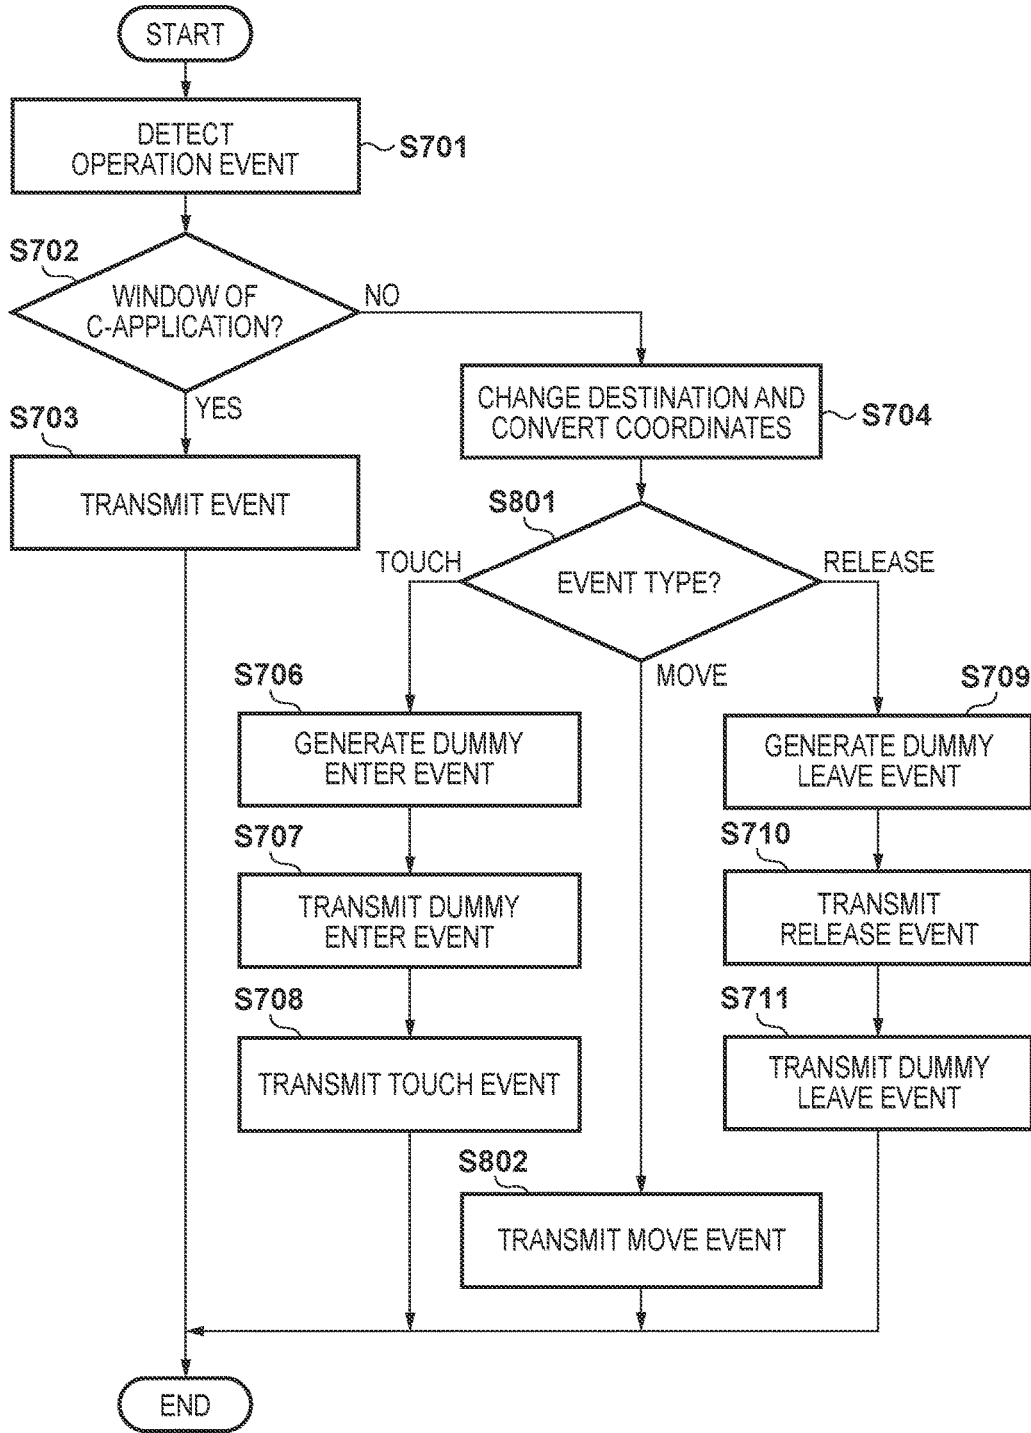 START
DETECT
OPERATION EVENT
S701
S702
WINDOW OF
C-APPLICATION?
NO
YES
S703
TRANSMIT EVENT
CHANGE DESTINATION AND
CONVERT COORDINATES
S704
S801
EVENT TYPE?
TOUCH
RELEASE
MOVE
S706
GENERATE DUMMY
ENTER EVENT
S707
TRANSMIT DUMMY
ENTER EVENT
S708
TRANSMIT TOUCH EVENT
S802
TRANSMIT MOVE EVENT
S709
GENERATE DUMMY
LEAVE EVENT
S710
TRANSMIT
RELEASE EVENT
S711
TRANSMIT DUMMY
LEAVE EVENT
END